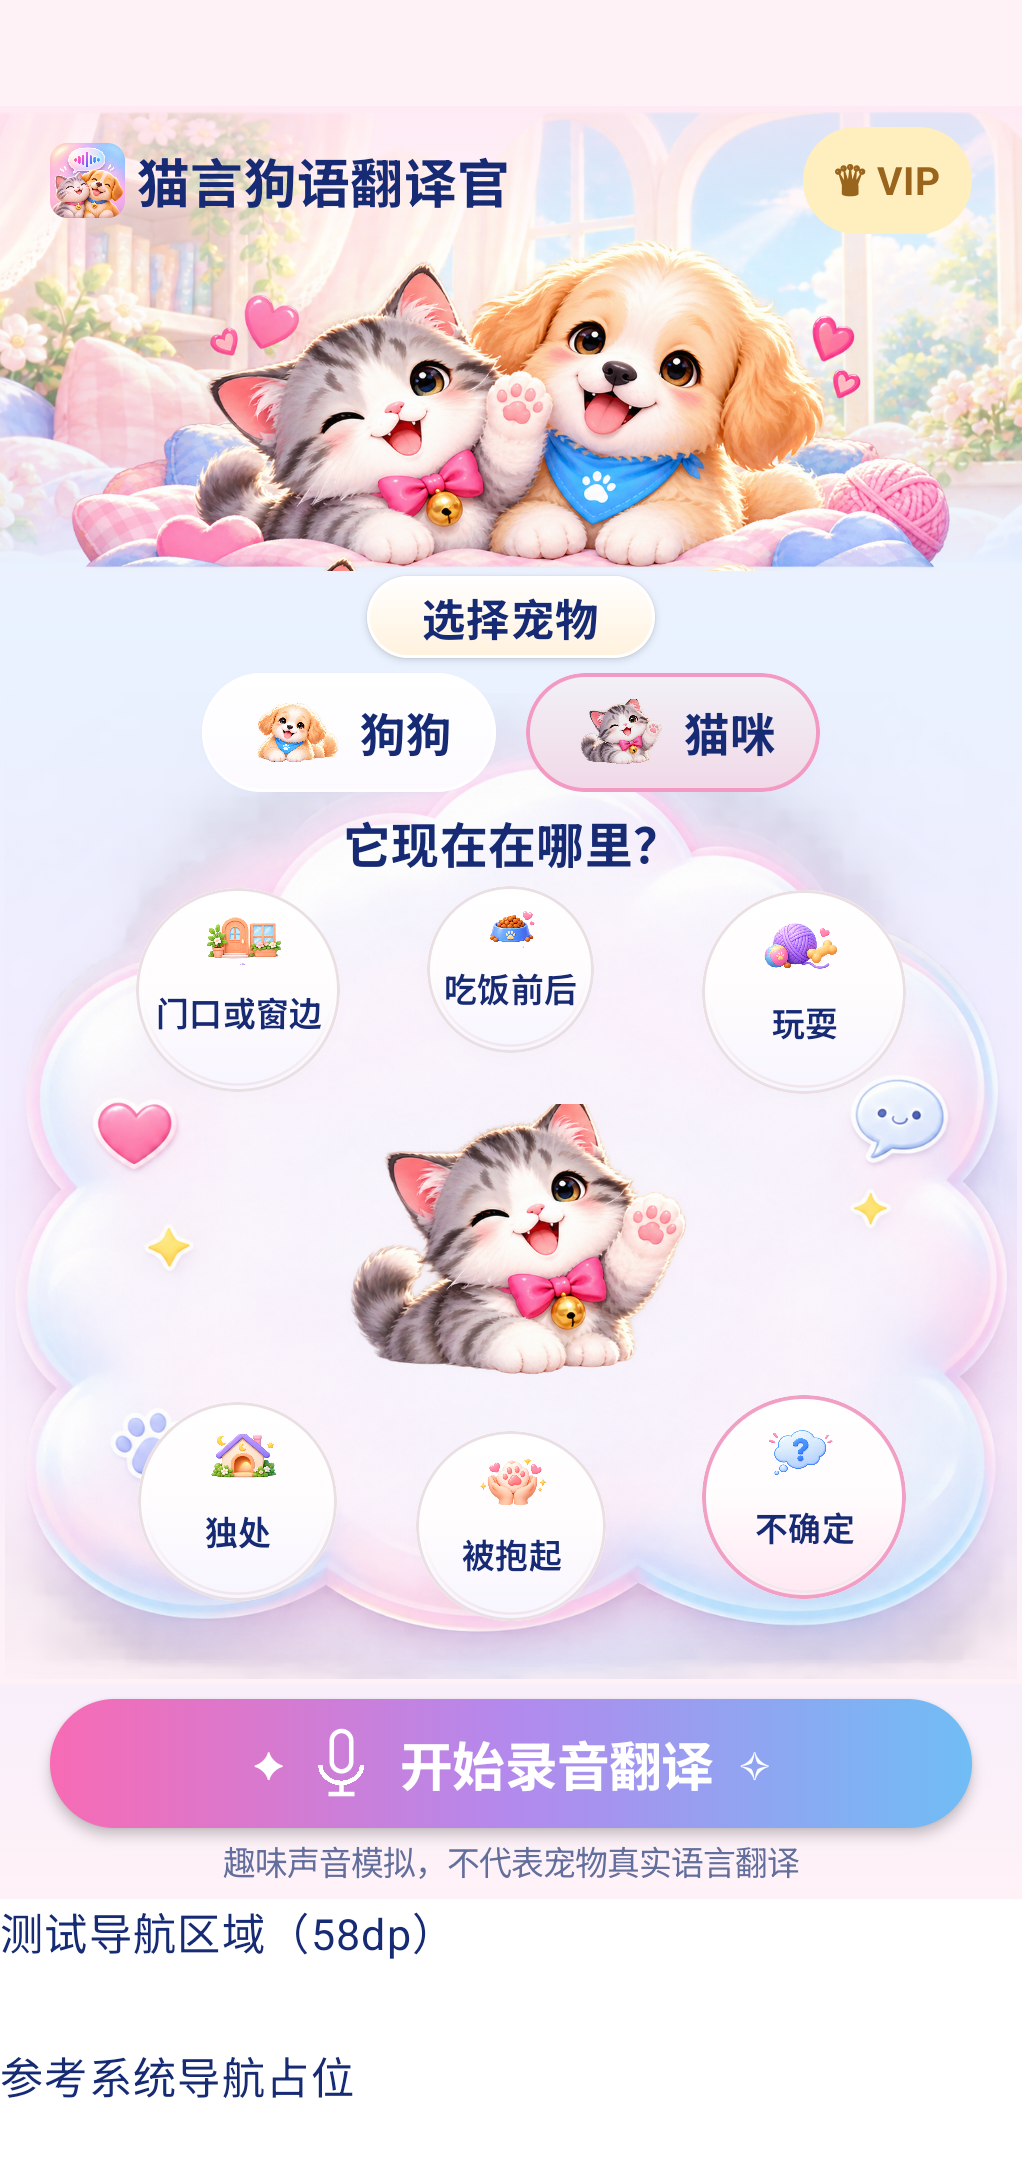 猫言狗语翻译官
VIP
选择宠物
狗狗
猫咪
它现在在哪里？
门口或窗边
吃饭前后
玩耍
独处
被抱起
不确定
开始录音翻译
趣味声音模拟，不代表宠物真实语言翻译
测试导航区域（58dp）
参考系统导航占位